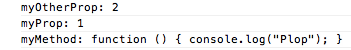 myOtherProp: 2
myProp: 1
myMethod: function () { console.log("Plop"); }